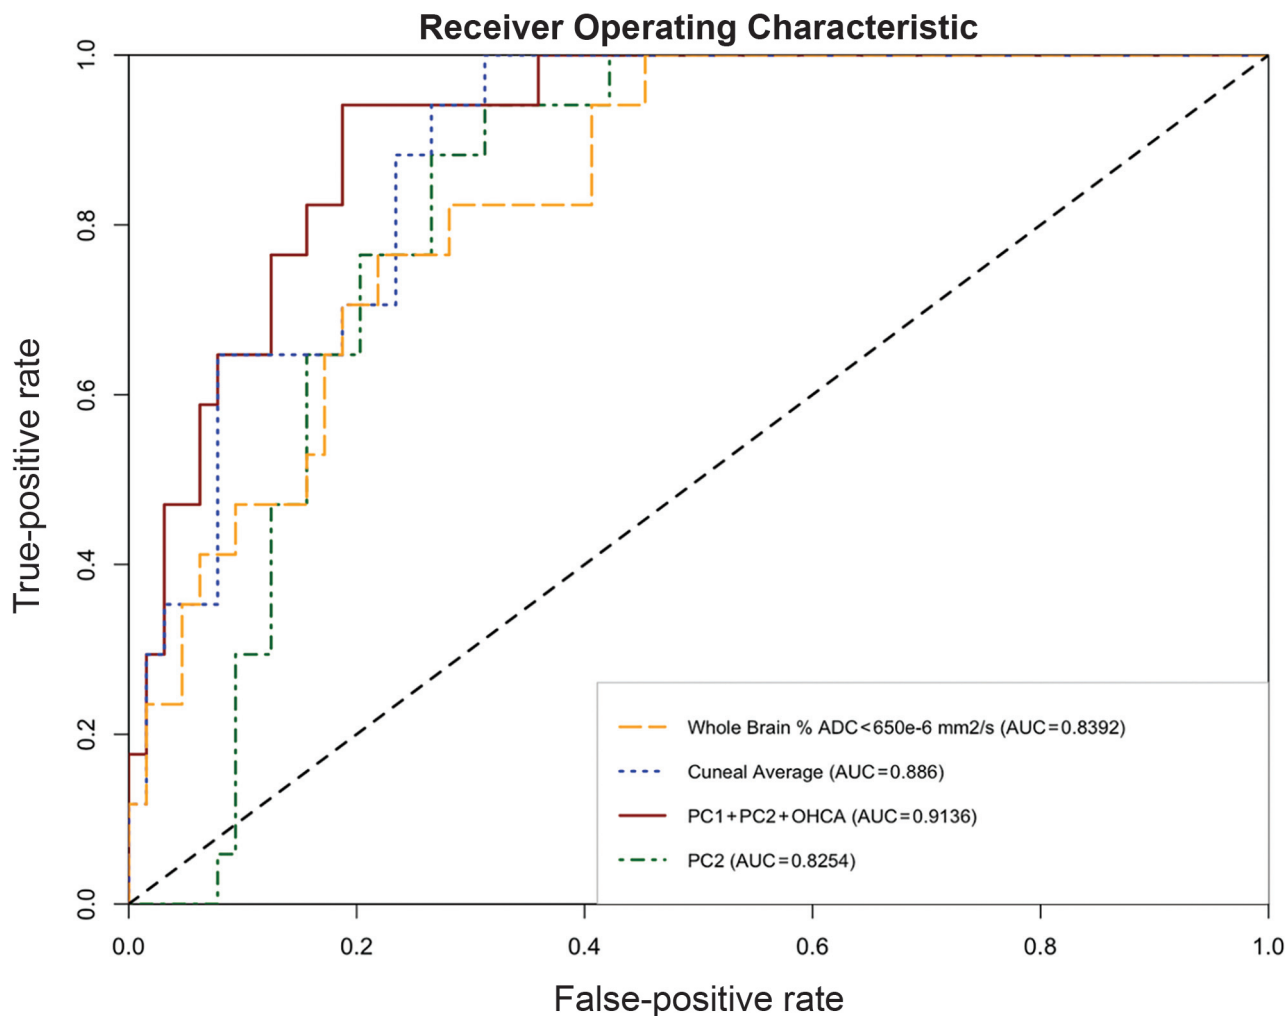 Receiver Operating Characteristic
True-positive rate
1.0
0.8
0.6
0.4
0.2
0.0
Whole Brain % ADC<650e-6 mm2/s (AUC=0.8392)
Cuneal Average (AUC=0.886)
PC1+PC2+OHCA (AUC=0.9136)
PC2 (AUC=0.8254)
0.0 0.2 0.4 0.6 0.8 1.0
False-positive rate